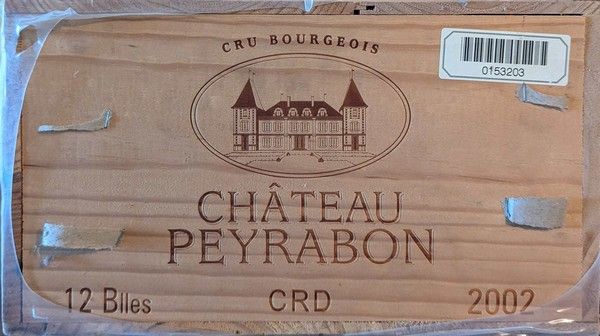 CRU BOURGEOIS
0153203
CHÂTEAU
PEYRABON
12 Blles CRD 2002